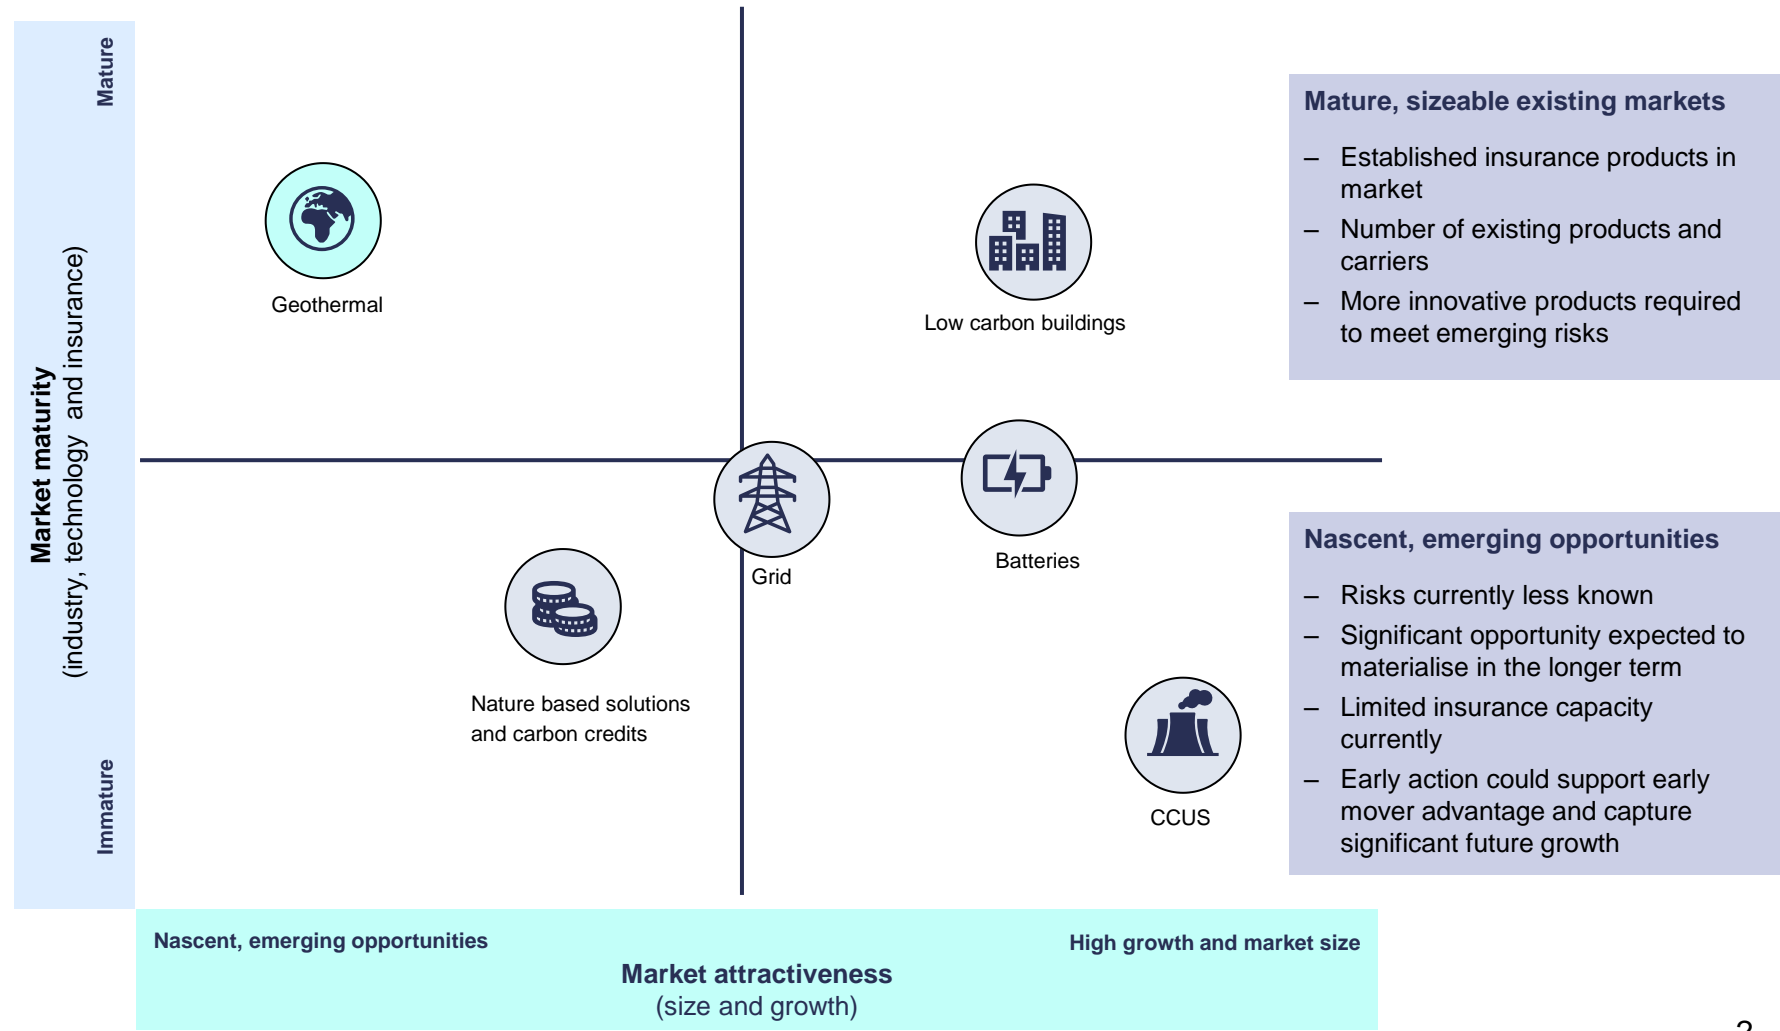 Mature
Market maturity
(industry, technology and insurance)
Immature
Geothermal
Low carbon buildings
Grid
Batteries
Nature based solutions
and carbon credits
CCUS
Mature, sizeable existing markets
– Established insurance products in
market
– Number of existing products and
carriers
– More innovative products required
to meet emerging risks
Nascent, emerging opportunities
– Risks currently less known
– Significant opportunity expected to
materialise in the longer term
– Limited insurance capacity
currently
– Early action could support early
mover advantage and capture
significant future growth
Nascent, emerging opportunities
High growth and market size
Market attractiveness
(size and growth)